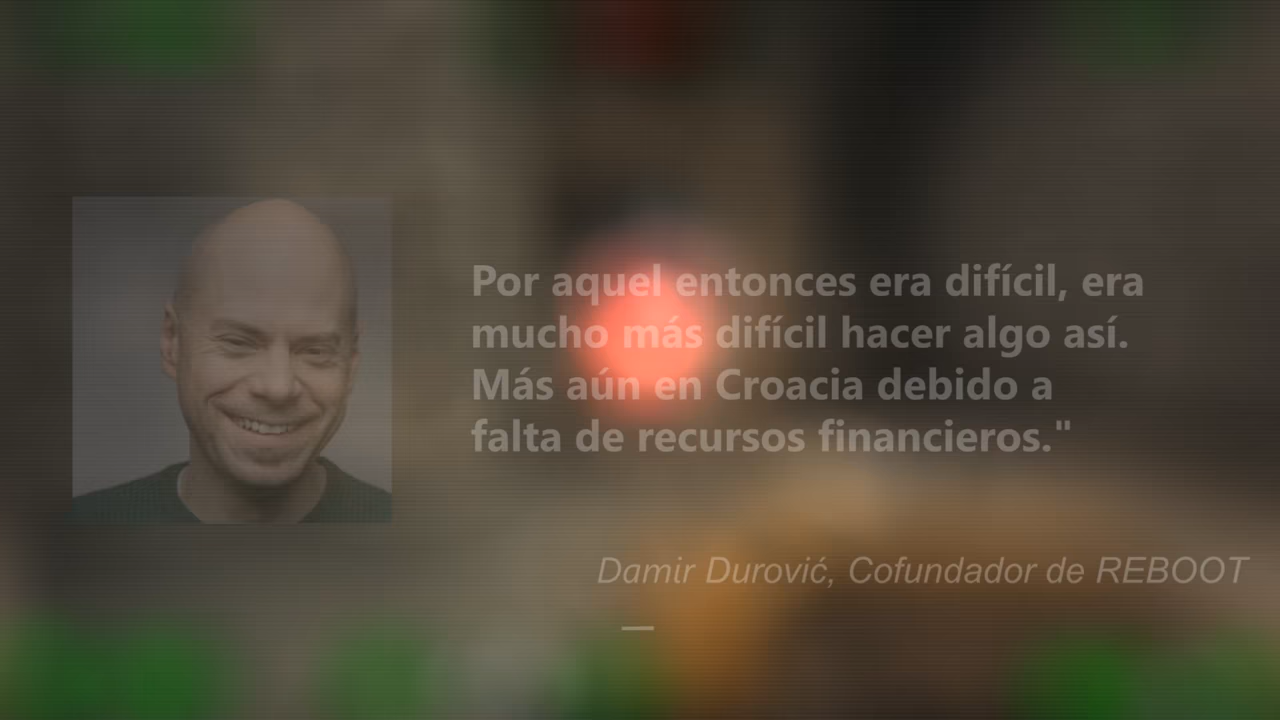 Por aquel entonces era difícil, era
mucho más difícil hacer algo así.
Más aún en Croacia debido a
falta de recursos financieros."
Damir Durović, Cofundador de REBOOT